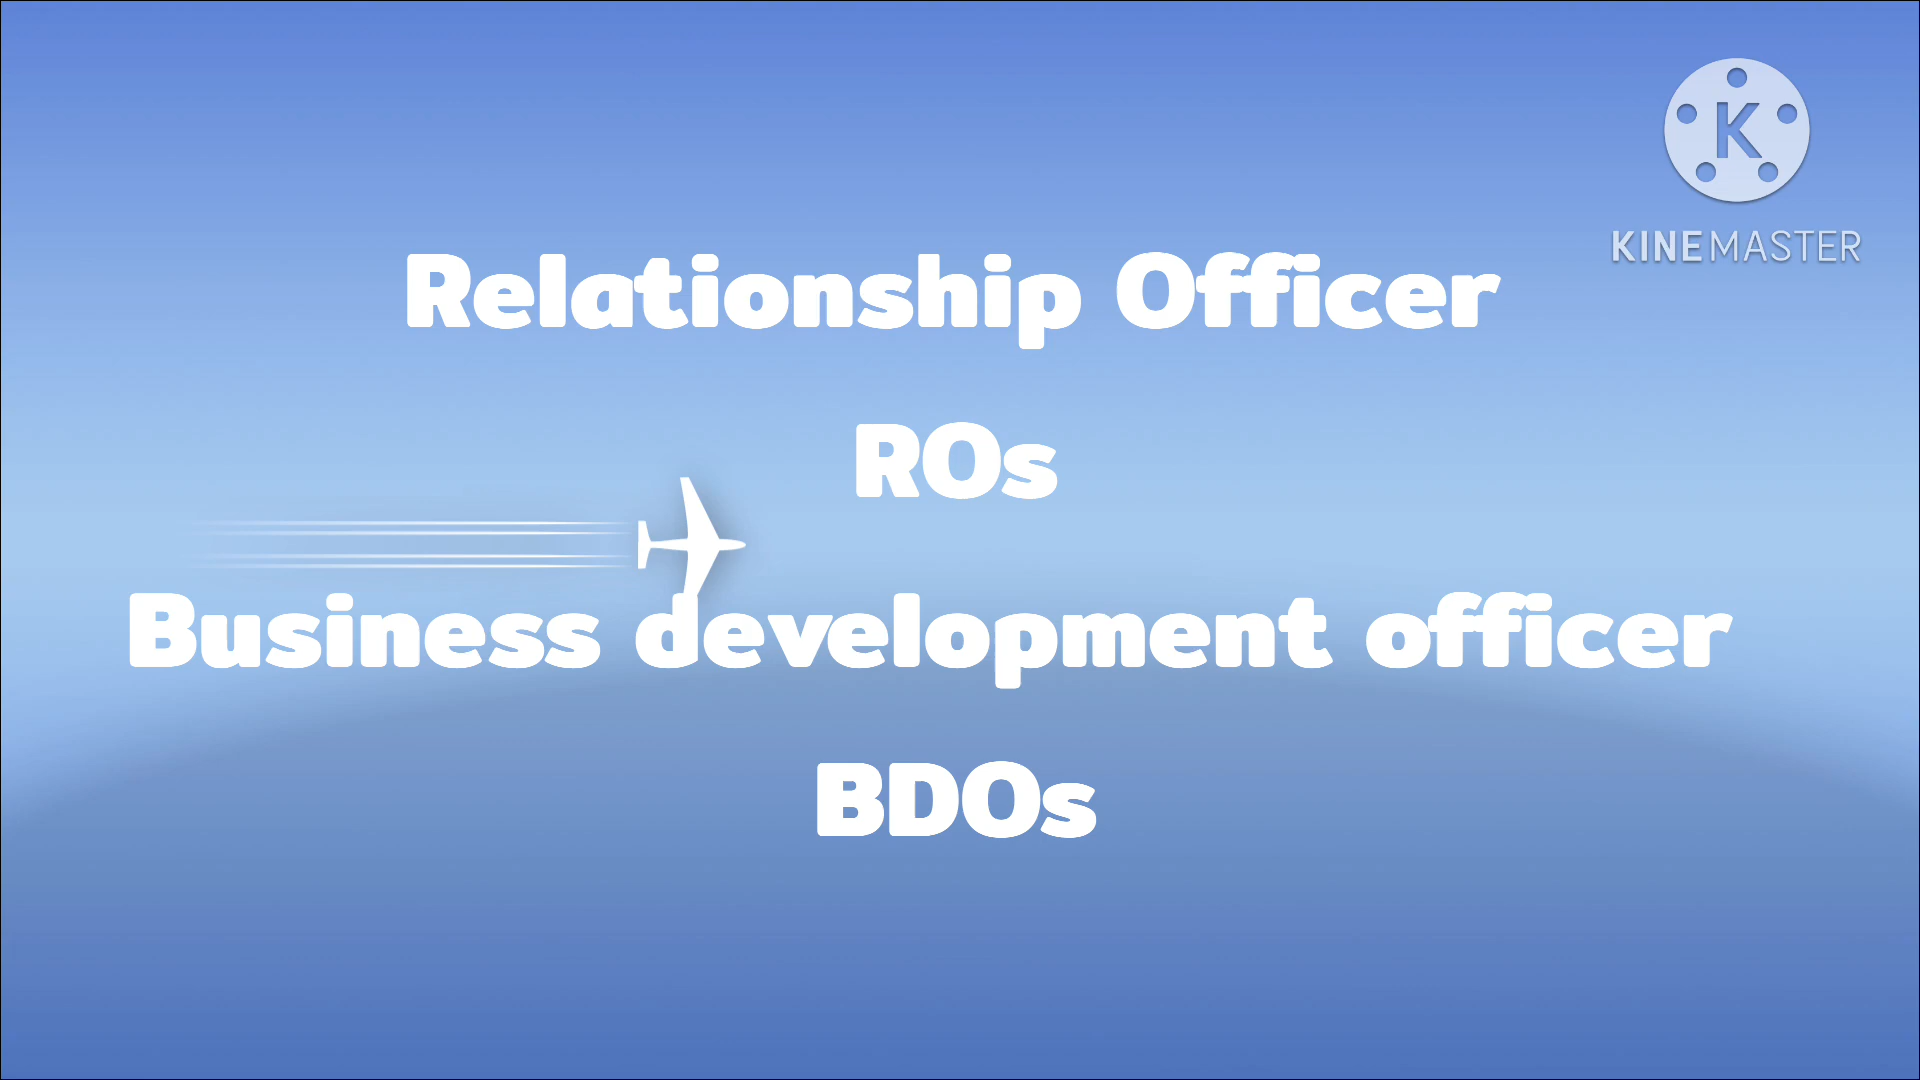 K
KINEMASTER
Relationship Officer
ROs
Business development officer
BDOs